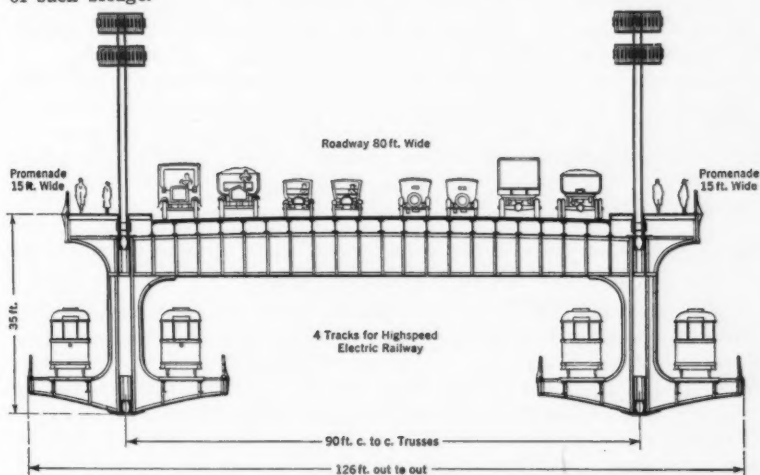 Roadway 80 ft. Wide
Promenade
15 ft. Wide
Promenade
15 ft. Wide
35 ft.
4 Tracks for Highspeed
Electric Railway
90 ft. c. to c. Trusses
126 ft. out to out